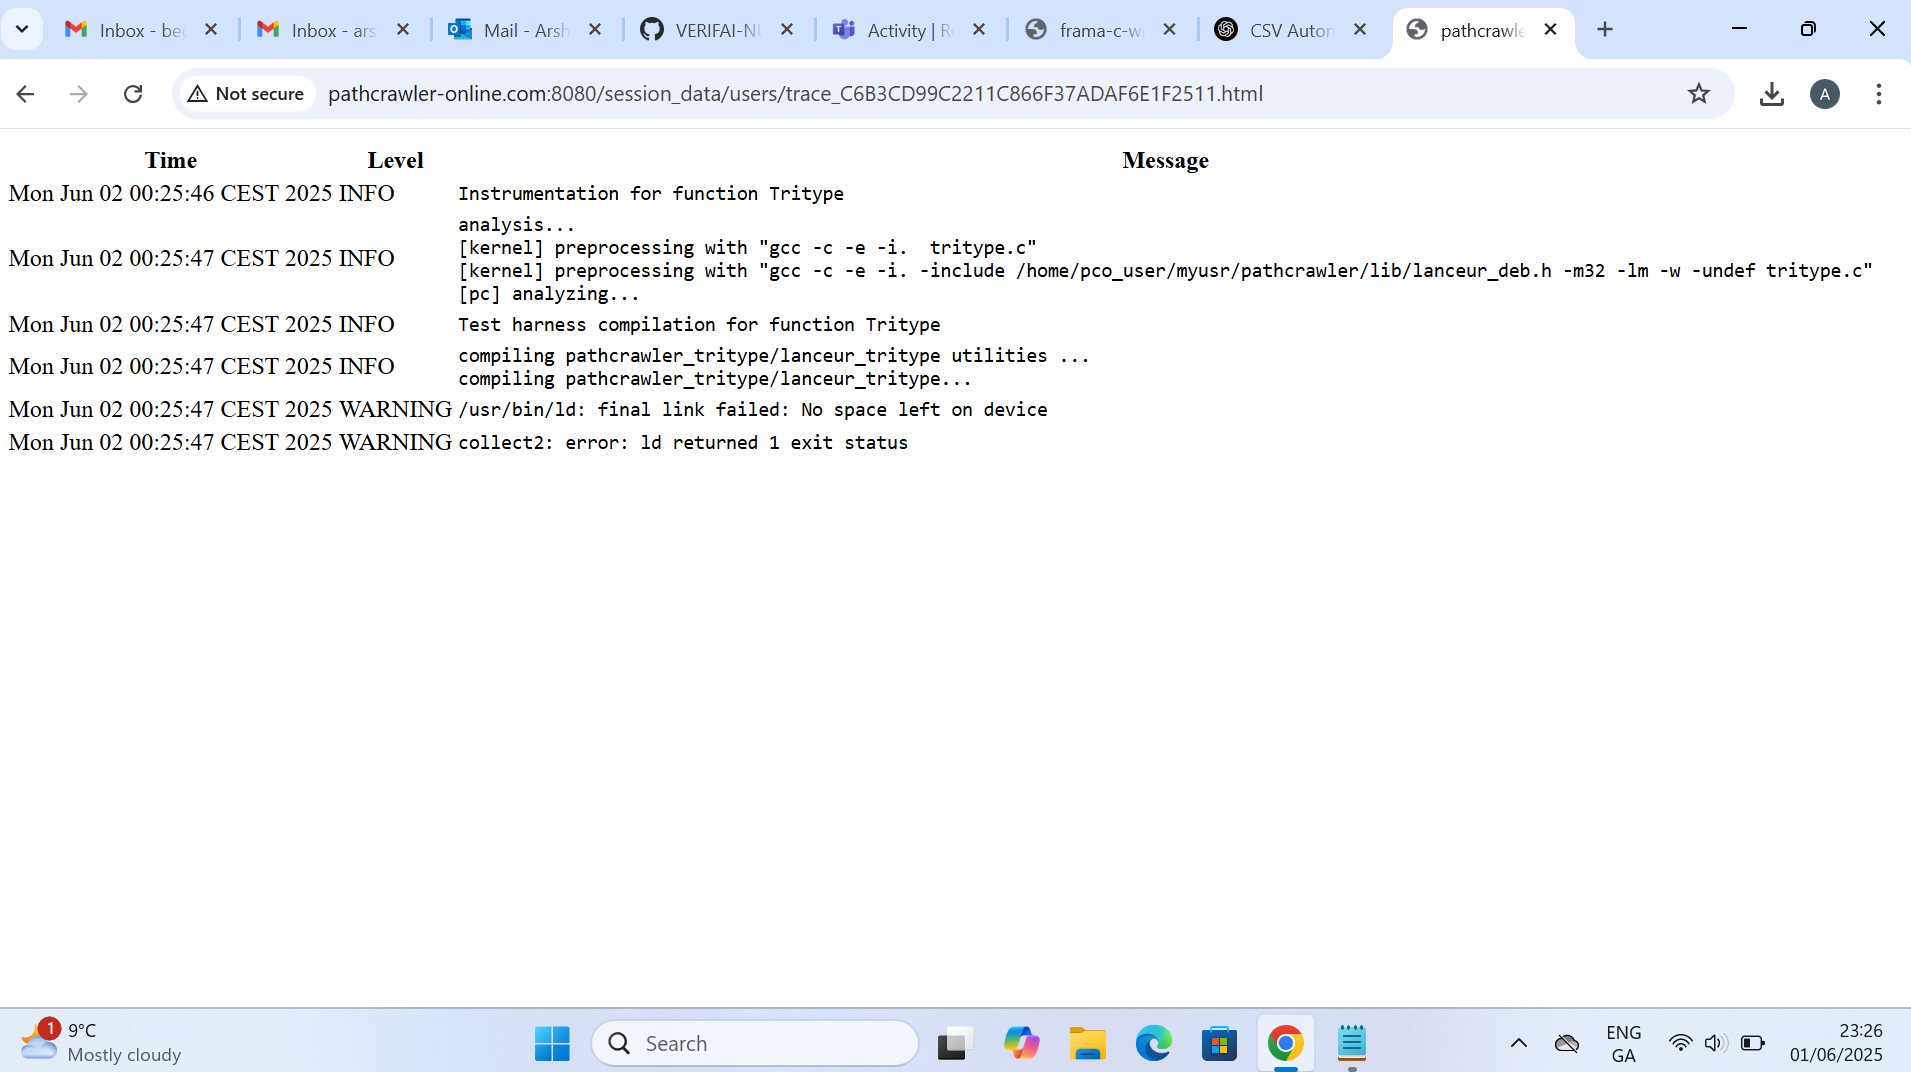 Inbox - be
Inbox - ars
Mail - Arsh
VERIFAI-NU
Activity | R
frama-c-w
CSV Auton
pathcrawle
Not secure
pathcrawler-online.com:8080/session_data/users/trace_C6B3CD99C2211C866F37ADAF6E1F2511.html
A
Time Level Message
Mon Jun 02 00:25:46 CEST 2025 INFO Instrumentation for function Tritype
analysis...
[kernel] preprocessing with "gcc -c -e -i.  tritype.c"
Mon Jun 02 00:25:47 CEST 2025 INFO
[kernel] preprocessing with "gcc -c -e -i. -include /home/pco_user/myusr/pathcrawler/lib/lanceur_deb.h -m32 -lm -w -undef tritype.c"
[pc] analyzing...
Mon Jun 02 00:25:47 CEST 2025 INFO Test harness compilation for function Tritype
compiling pathcrawler_tritype/lanceur_tritype utilities ...
Mon Jun 02 00:25:47 CEST 2025 INFO
compiling pathcrawler_tritype/lanceur_tritype...
Mon Jun 02 00:25:47 CEST 2025 WARNING /usr/bin/ld: final link failed: No space left on device
Mon Jun 02 00:25:47 CEST 2025 WARNING collect2: error: ld returned 1 exit status
1
9°C
Mostly cloudy
Search
ENG
GA
23:26
01/06/2025